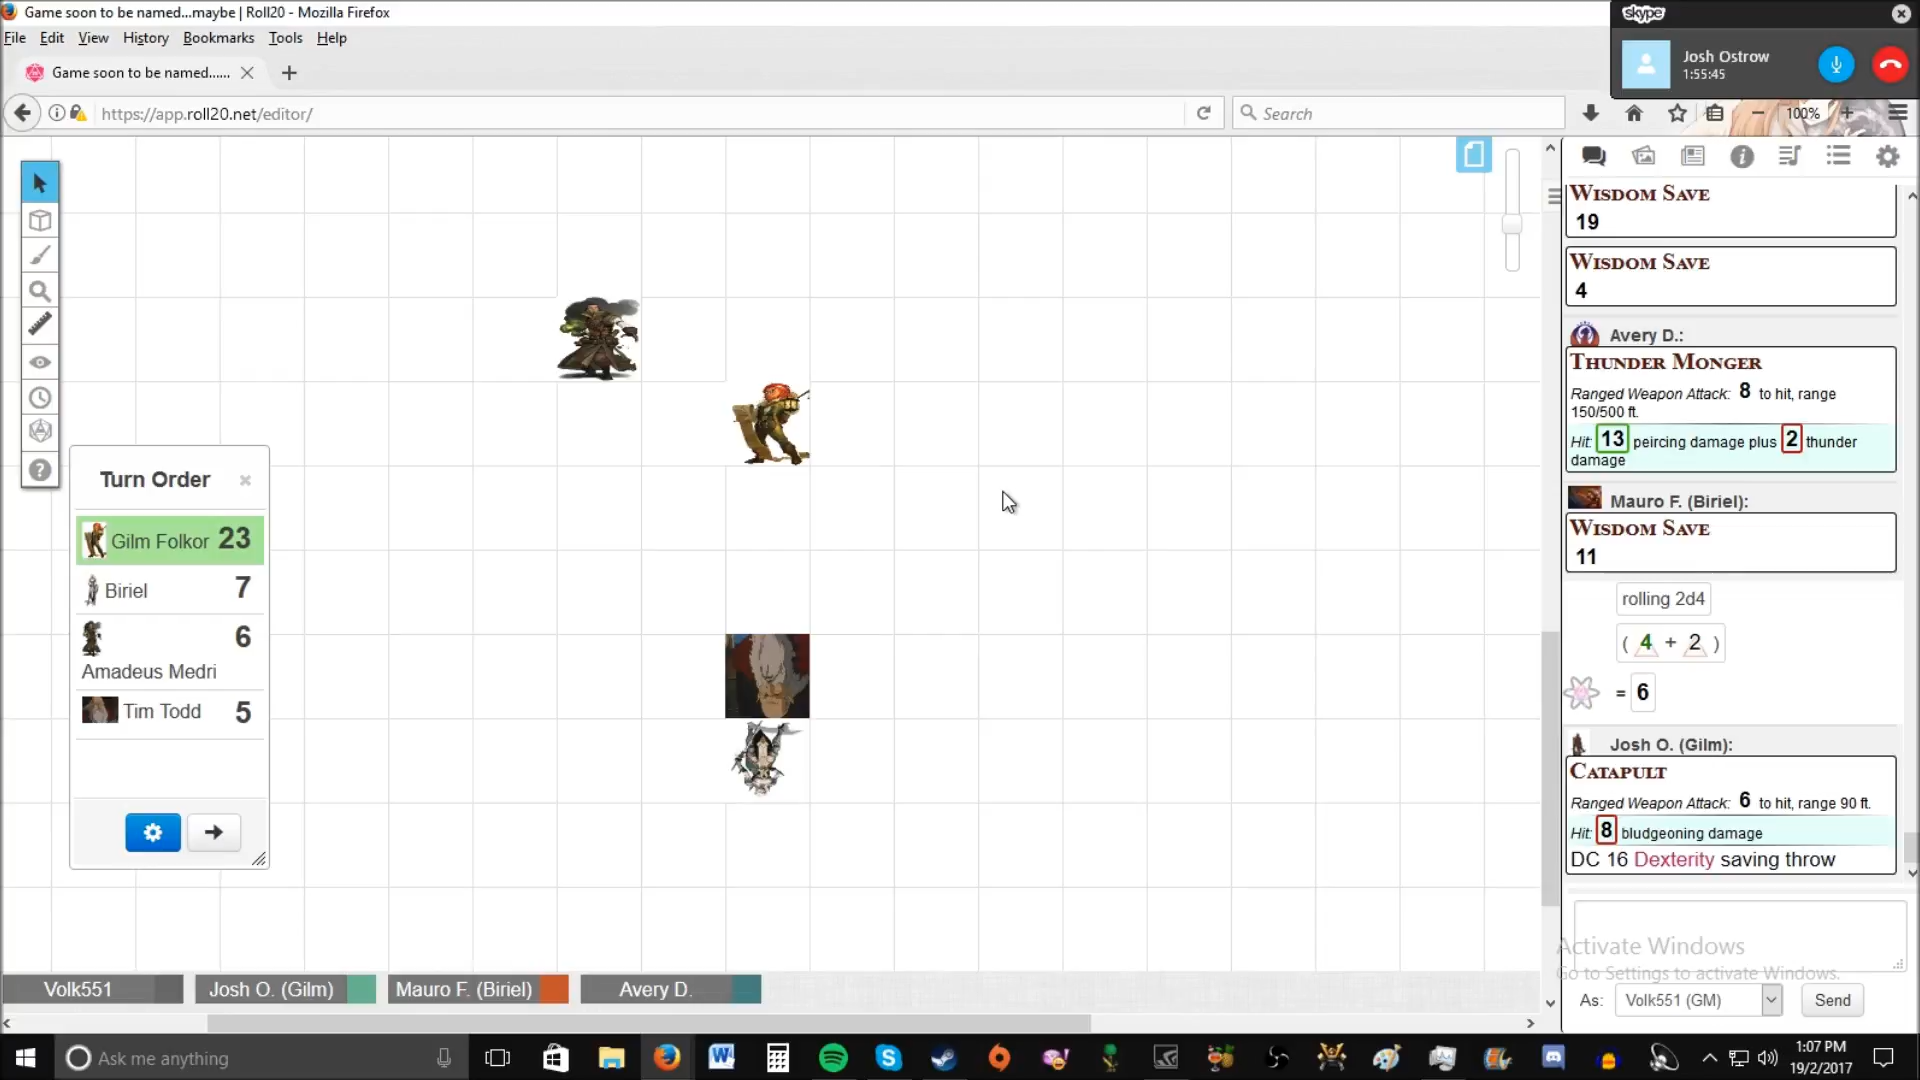 Game soon to be named...maybe | Roll20 - Mozilla Firefox
File Edit View History Bookmarks Tools Help
Game soon to be named......
https://app.roll20.net/editor/
Search
100%
skype
Josh Ostrow
1:55:45
Turn Order
Gilm Folkor 23
Biriel 7
6
Amadeus Medri
Tim Todd 5
Wisdom Save
19
Wisdom Save
4
Avery D.:
Thunder Monger
Ranged Weapon Attack: 8 to hit, range
150/500 ft.
Hit: 13 peircing damage plus 2 thunder
damage
Mauro F. (Biriel):
Wisdom Save
11
rolling 2d4
( 4 + 2 )
= 6
Josh O. (Gilm):
Catapult
Ranged Weapon Attack: 6 to hit, range 90 ft.
Hit: 8 bludgeoning damage
DC 16 Dexterity saving throw
Activate Windows
Go to Settings to activate Windows.
As: Volk551 (GM) Send
Volk551 Josh O. (Gilm) Mauro F. (Biriel) Avery D.
Ask me anything
1:07 PM
19/2/2017